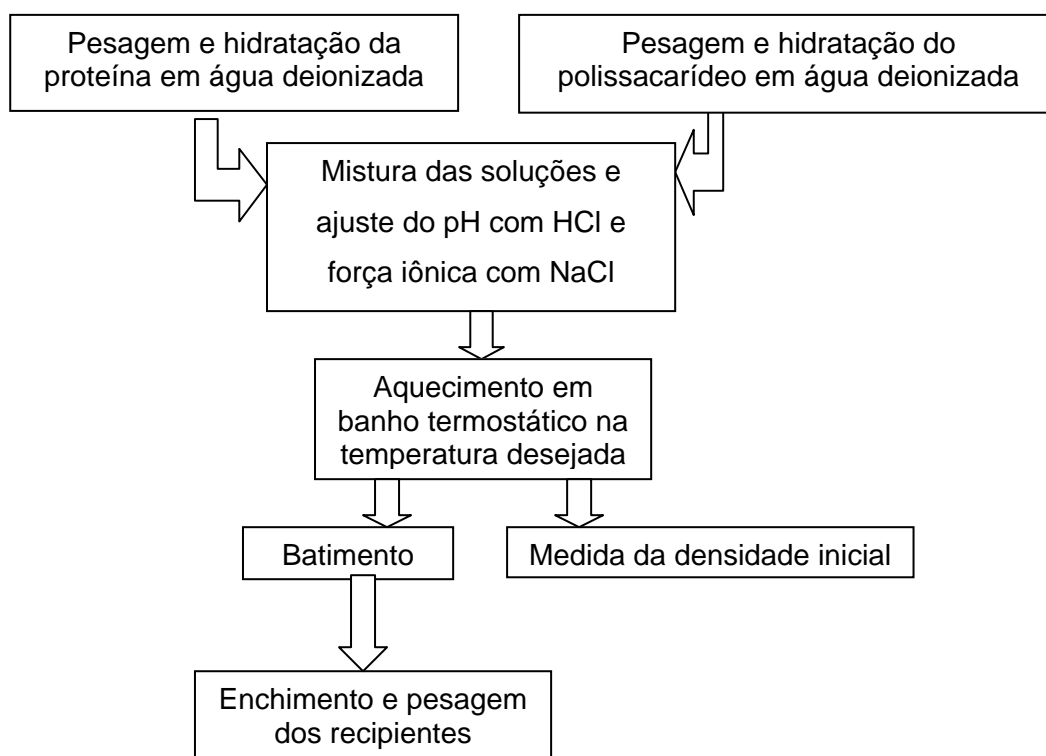 Pesagem e hidratação da
proteína em água deionizada
Pesagem e hidratação do
polissacarídeo em água deionizada
Mistura das soluções e
ajuste do pH com HCl e
força iônica com NaCl
Aquecimento em
banho termostático na
temperatura desejada
Batimento
Medida da densidade inicial
Enchimento e pesagem
dos recipientes